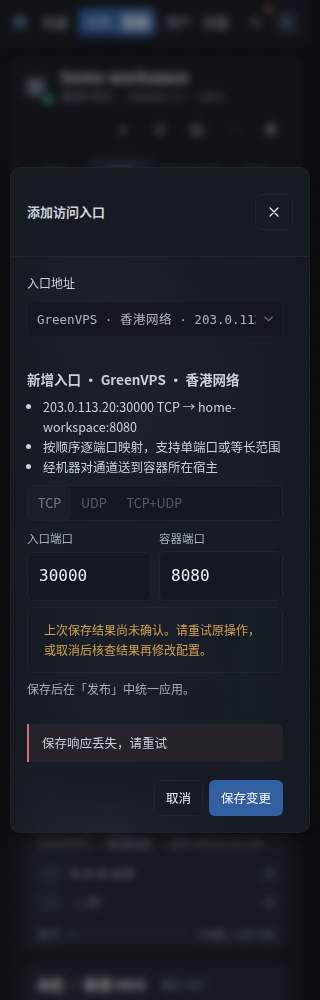 home-workspace
添加访问入口
入口地址
GreenVPS · 香港网络 · 203.0.113
新增入口 · GreenVPS · 香港网络
203.0.113.20:30000 TCP → home-
workspace:8080
按顺序逐端口映射，支持单端口或等长范围
经机器对通道送到容器所在宿主
TCP UDP TCP+UDP
入口端口 容器端口
30000 8080
上次保存结果尚未确认。请重试原操作，
或取消后核查结果再修改配置。
保存后在「发布」中统一应用。
保存响应丢失，请重试
取消 保存变更